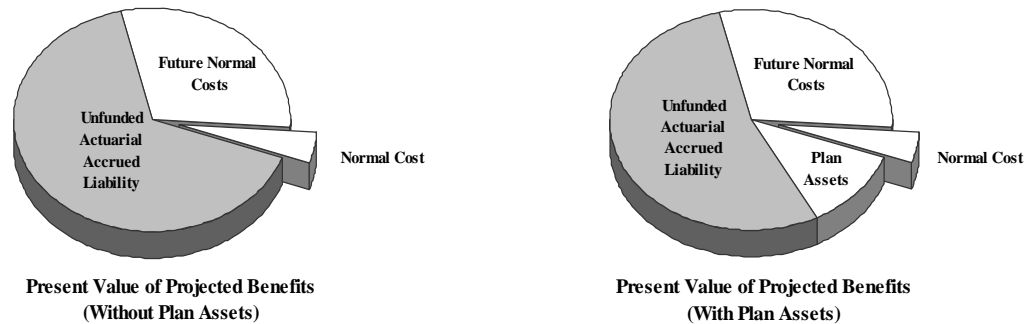 Future Normal
Costs
Unfunded
Actuarial
Accrued
Liability
Normal Cost
Present Value of Projected Benefits
(Without Plan Assets)
Future Normal
Costs
Unfunded
Actuarial
Accrued
Liability
Plan
Assets
Normal Cost
Present Value of Projected Benefits
(With Plan Assets)